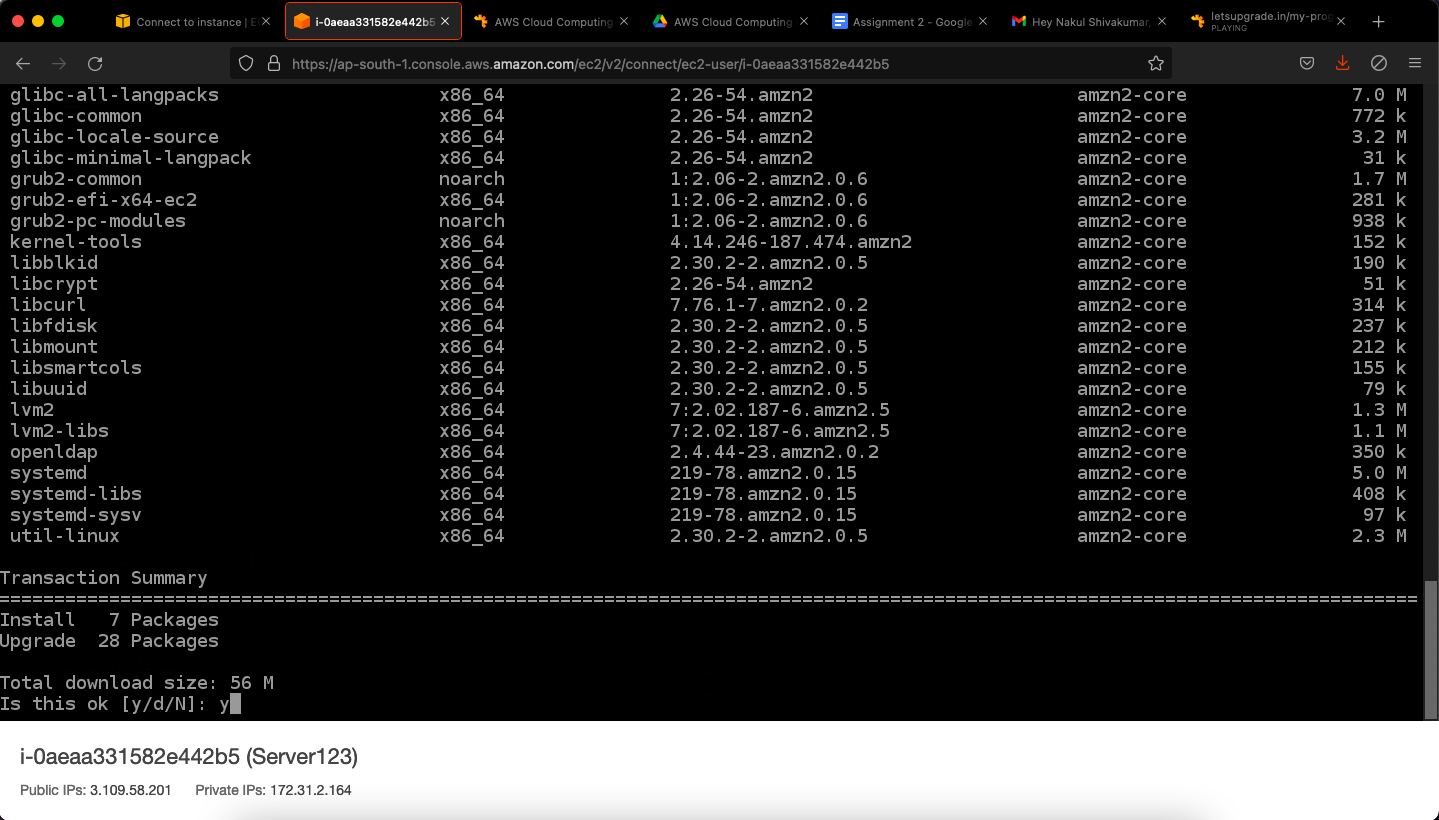 Connect to instance | E
i-0aeaa331582e442b5
AWS Cloud Computing
AWS Cloud Computing
Assignment 2 - Google
Hey Nakul Shivakumar,
letsupgrade.in/my-prog
PLAYING
https://ap-south-1.console.aws.amazon.com/ec2/v2/connect/ec2-user/i-0aeaa331582e442b5
glibc-all-langpacks x86_64 2.26-54.amzn2 amzn2-core 7.0 M
glibc-common x86_64 2.26-54.amzn2 amzn2-core 772 k
glibc-locale-source x86_64 2.26-54.amzn2 amzn2-core 3.2 M
glibc-minimal-langpack x86_64 2.26-54.amzn2 amzn2-core 31 k
grub2-common noarch 1:2.06-2.amzn2.0.6 amzn2-core 1.7 M
grub2-efi-x64-ec2 x86_64 1:2.06-2.amzn2.0.6 amzn2-core 281 k
grub2-pc-modules noarch 1:2.06-2.amzn2.0.6 amzn2-core 938 k
kernel-tools x86_64 4.14.246-187.474.amzn2 amzn2-core 152 k
libblkid x86_64 2.30.2-2.amzn2.0.5 amzn2-core 190 k
libcrypt x86_64 2.26-54.amzn2 amzn2-core 51 k
libcurl x86_64 7.76.1-7.amzn2.0.2 amzn2-core 314 k
libfdisk x86_64 2.30.2-2.amzn2.0.5 amzn2-core 237 k
libmount x86_64 2.30.2-2.amzn2.0.5 amzn2-core 212 k
libsmartcols x86_64 2.30.2-2.amzn2.0.5 amzn2-core 155 k
libuuid x86_64 2.30.2-2.amzn2.0.5 amzn2-core 79 k
lvm2 x86_64 7:2.02.187-6.amzn2.5 amzn2-core 1.3 M
lvm2-libs x86_64 7:2.02.187-6.amzn2.5 amzn2-core 1.1 M
openldap x86_64 2.4.44-23.amzn2.0.2 amzn2-core 350 k
systemd x86_64 219-78.amzn2.0.15 amzn2-core 5.0 M
systemd-libs x86_64 219-78.amzn2.0.15 amzn2-core 408 k
systemd-sysv x86_64 219-78.amzn2.0.15 amzn2-core 97 k
util-linux x86_64 2.30.2-2.amzn2.0.5 amzn2-core 2.3 M
Transaction Summary
=================================================================================================================================
Install 7 Packages
Upgrade 28 Packages
Total download size: 56 M
Is this ok [y/d/N]: y
i-0aeaa331582e442b5 (Server123)
Public IPs: 3.109.58.201 Private IPs: 172.31.2.164